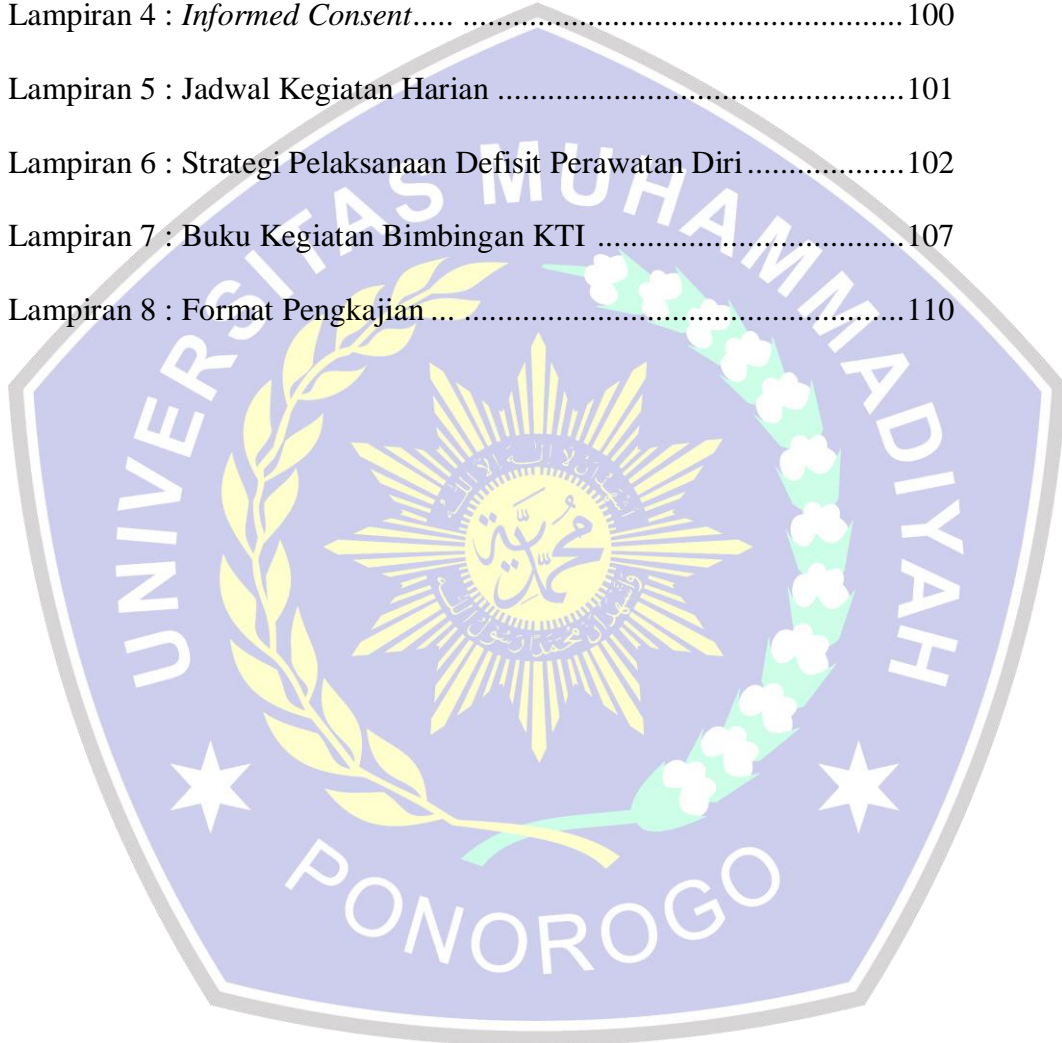 Lampiran 4 : Informed Consent..... ................................................ 100
Lampiran 5 : Jadwal Kegiatan Harian ...................................................101
Lampiran 6 : Strategi Pelaksanaan Defisit Perawatan Diri....................102
Lampiran 7 : Buku Kegiatan Bimbingan KTI .......................................107
Lampiran 8 : Format Pengkajian ... .......................................................110
UNIVERSITAS MUHAMMADIYAH
محمدية
PONOROGO